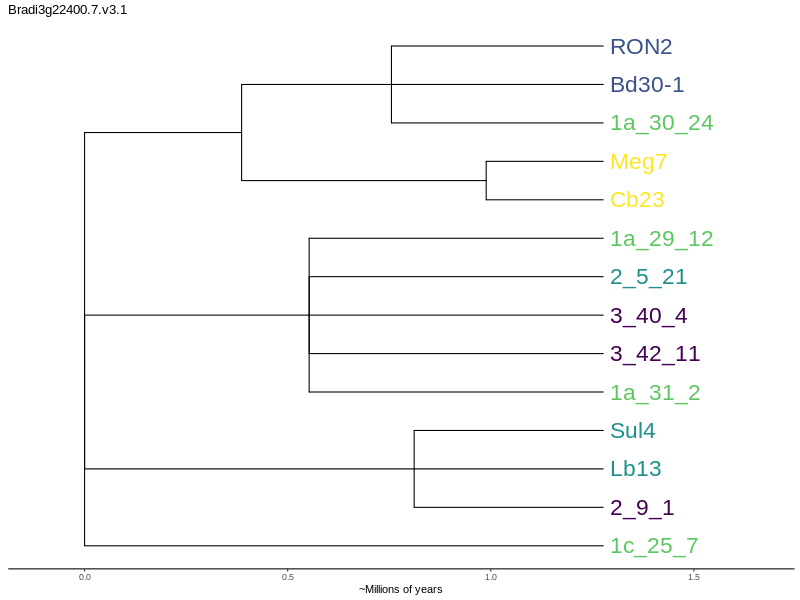 Bradi3g22400.7.v3.1
RON2
Bd30-1
1a_30_24
Meg7
Cb23
1a_29_12
2_5_21
3_40_4
3_42_11
1a_31_2
Sul4
Lb13
2_9_1
1c_25_7
0.0 0.5 1.0 1.5
~Millions of years